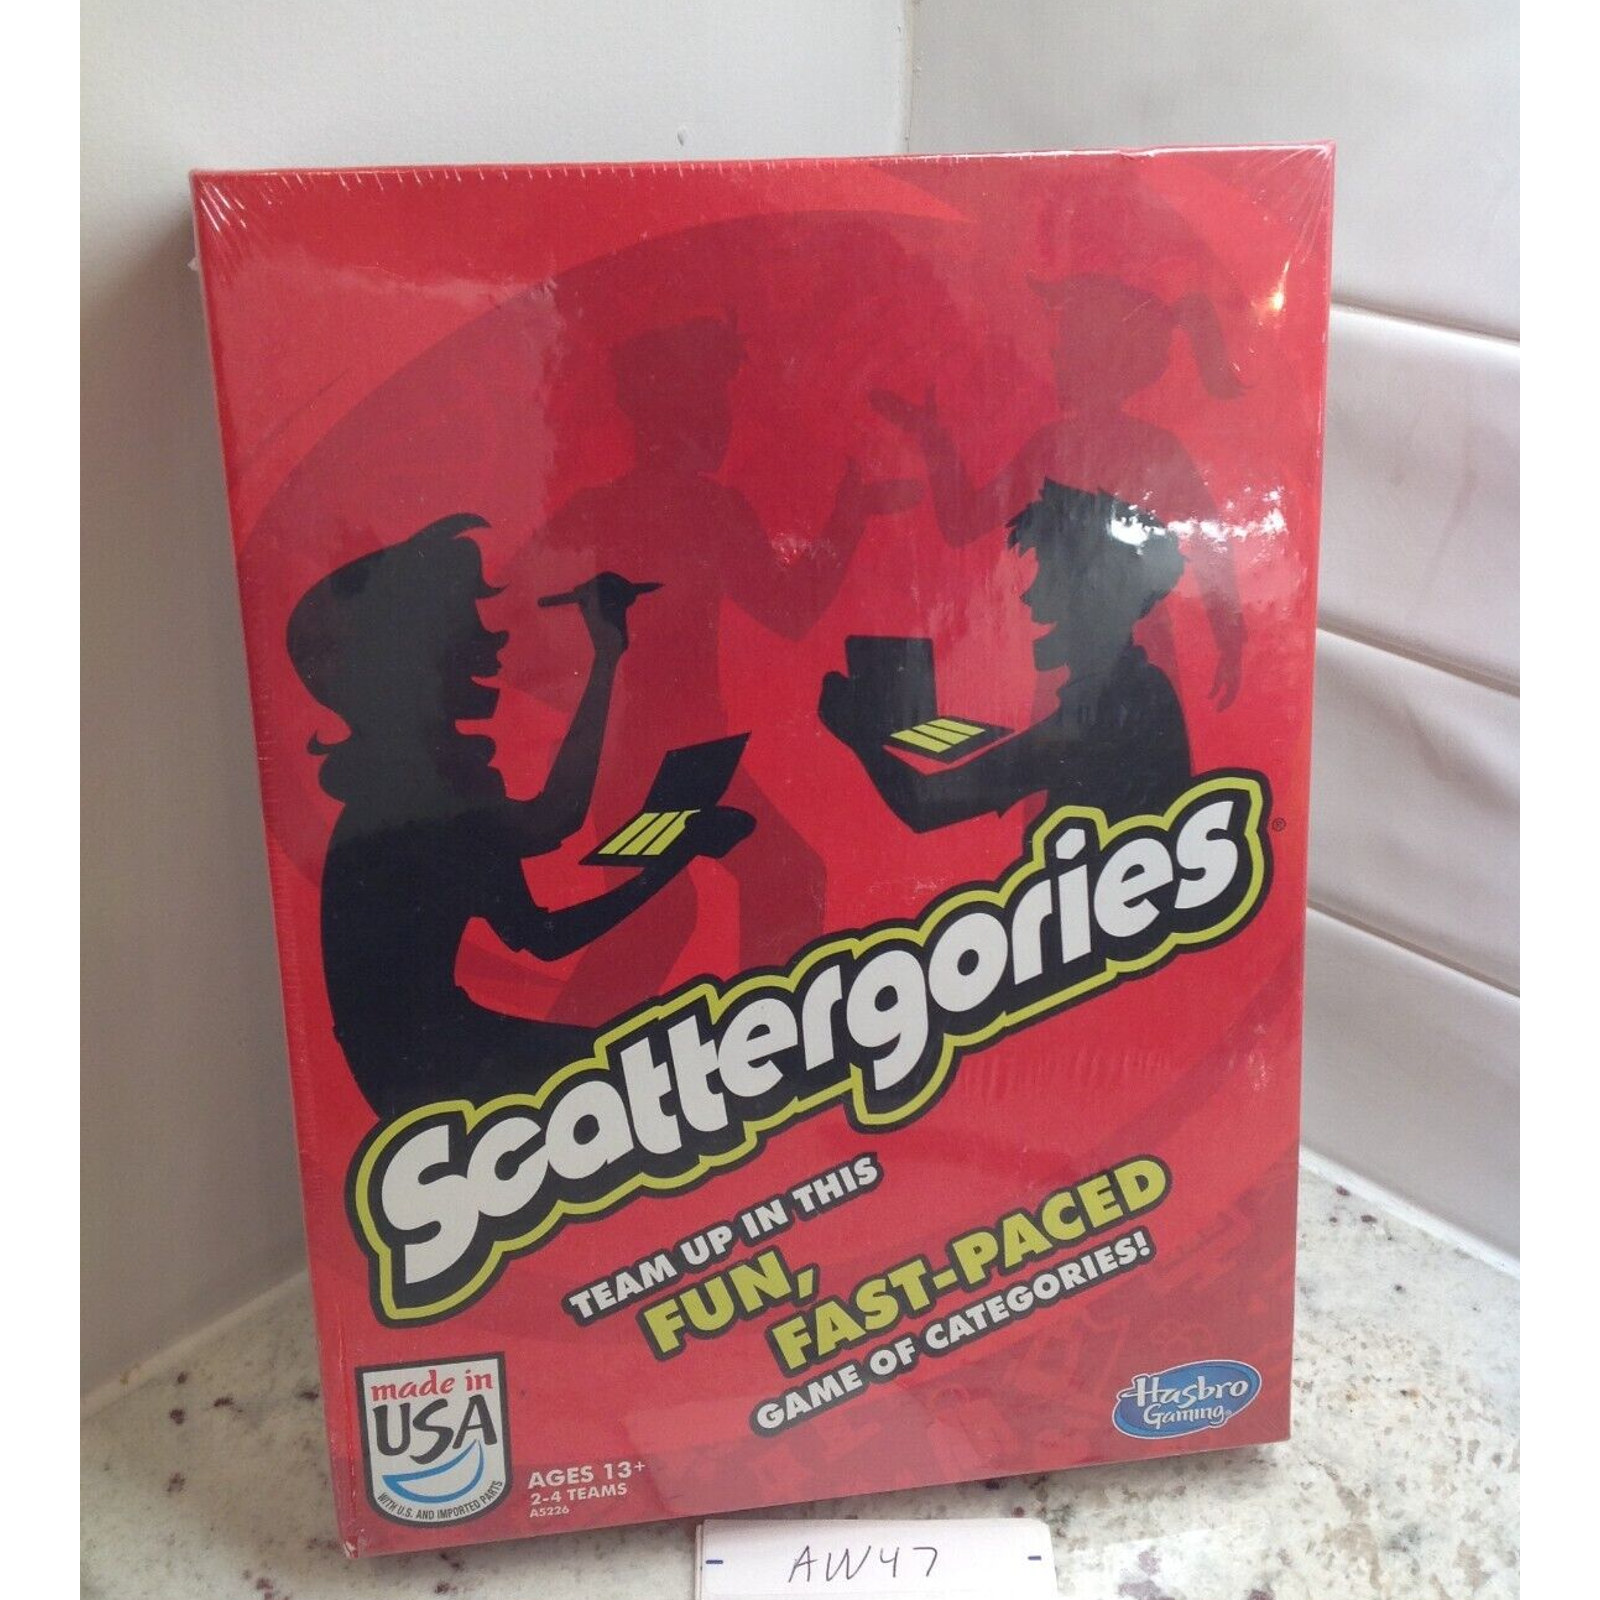 Scattergories®
TEAM UP IN THIS
FUN,
FAST-PACED
GAME OF CATEGORIES!
made in
USA
WITH U.S. AND IMPORTED PARTS
AGES 13+
2-4 TEAMS
A5226
Hasbro
Gaming
- AW47 -